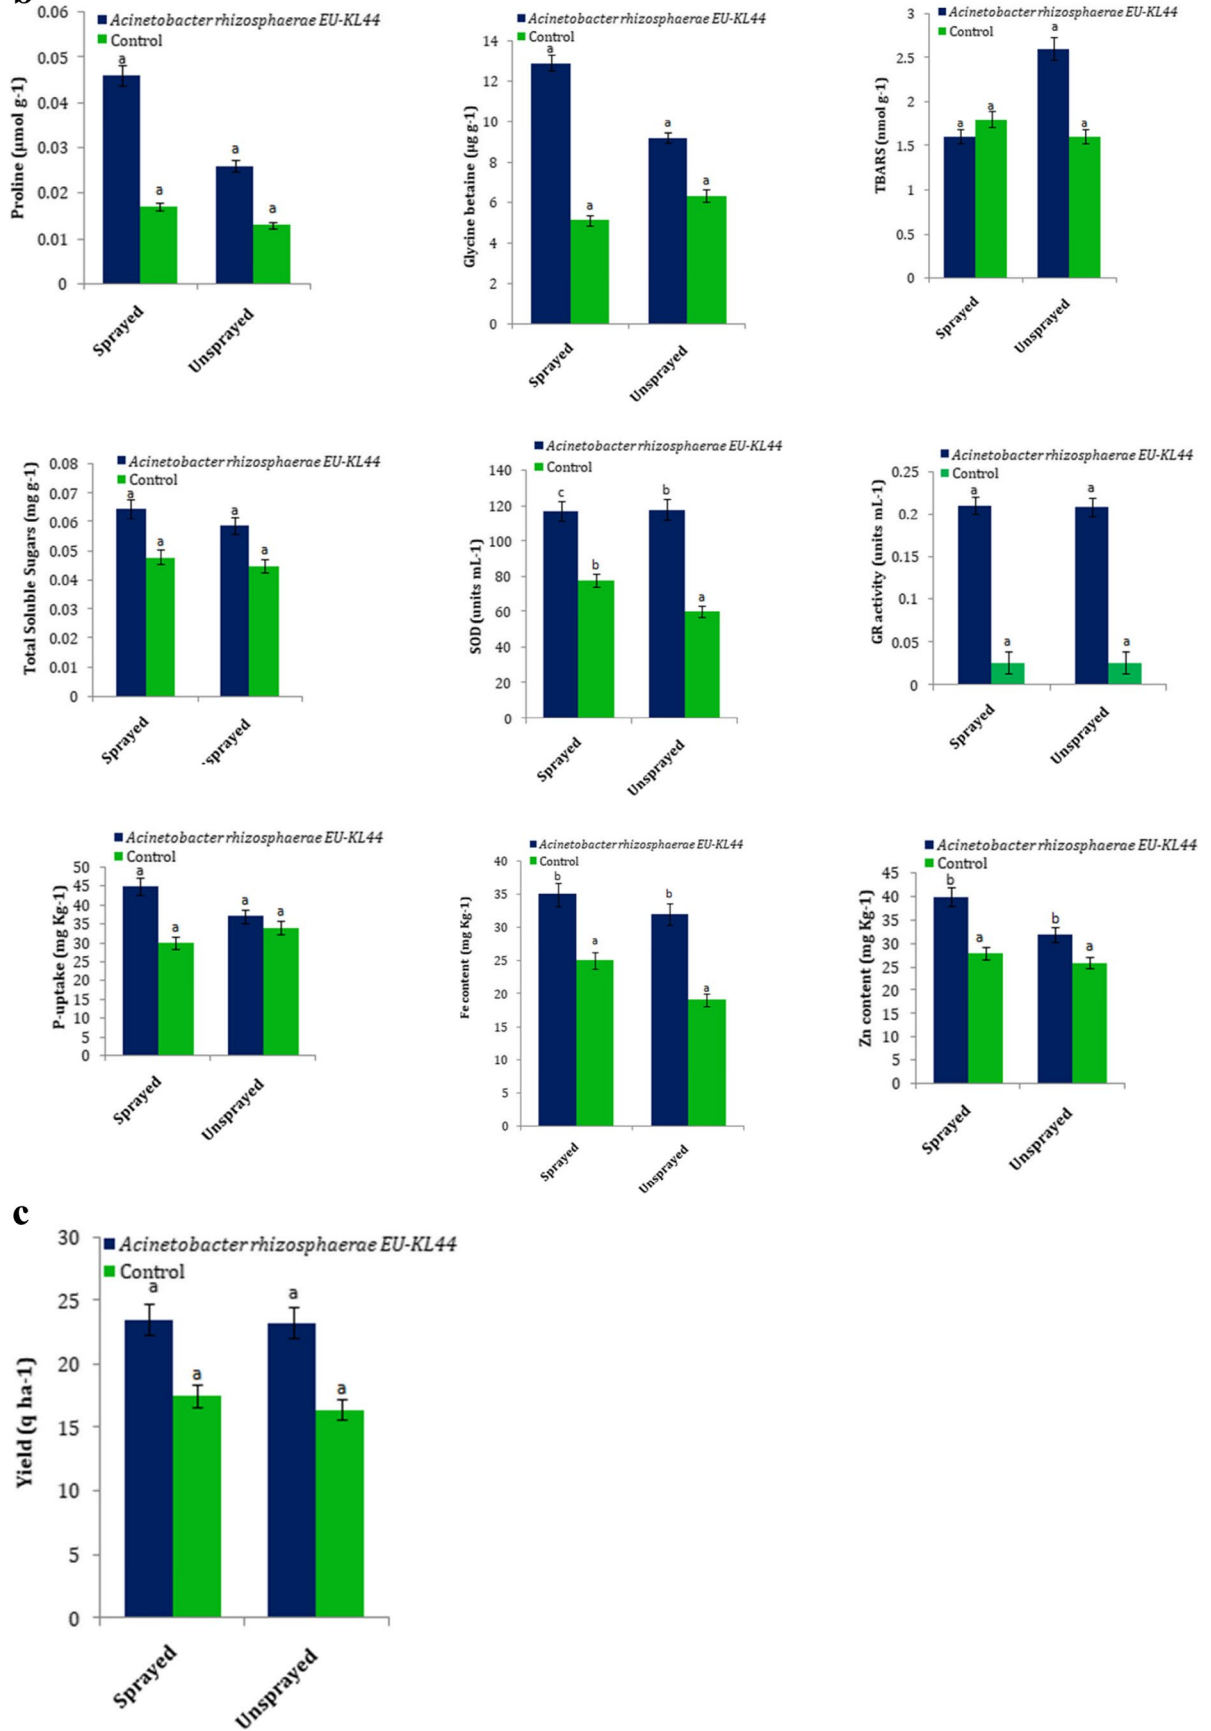 0.06
Acinetobacter rhizosphaerae EU-KL44
Control
0.05
0.04
0.03
0.02
0.01
0
Proline (µmol g-1)
a
a
a
a
Sprayed
Unsprayed
Acinetobacter rhizosphaerae EU-KL44
Control
14
12
10
8
6
4
2
0
Glycine betaine (µg g-1)
a
a
a
a
Sprayed
Unsprayed
Acinetobacter rhizosphaerae EU-KL44
Control
3
2.5
2
1.5
1
0.5
0
TBARS (nmol g-1)
a
a
a
a
Sprayed
Unsprayed
Acinetobacter rhizosphaerae EU-KL44
Control
0.08
0.07
0.06
0.05
0.04
0.03
0.02
0.01
0
Total Soluble Sugars (mg g-1)
a
a
a
a
Sprayed
sprayed
Acinetobacter rhizosphaerae EU-KL44
Control
140
120
100
80
60
40
20
0
SOD (units mL-1)
c
b
b
a
Sprayed
Unsprayed
Acinetobacter rhizosphaerae EU-KL44
Control
0.25
0.2
0.15
0.1
0.05
0
GR activity (units mL-1)
a
a
a
a
Sprayed
Unsprayed
Acinetobacter rhizosphaerae EU-KL44
Control
50
45
40
35
30
25
20
15
10
5
0
P-uptake (mg Kg-1)
a
a
a
a
Sprayed
Unsprayed
Acinetobacter rhizosphaerae EU-KL44
Control
40
35
30
25
20
15
10
5
0
Fe content (mg Kg-1)
b
a
b
a
Sprayed
Unsprayed
Acinetobacter rhizosphaerae EU-KL44
Control
45
40
35
30
25
20
15
10
5
0
Zn content (mg Kg-1)
b
a
b
a
Sprayed
Unsprayed
c
Acinetobacter rhizosphaerae EU-KL44
Control
30
25
20
15
10
5
0
Yield (q ha-1)
a
a
a
a
Sprayed
Unsprayed